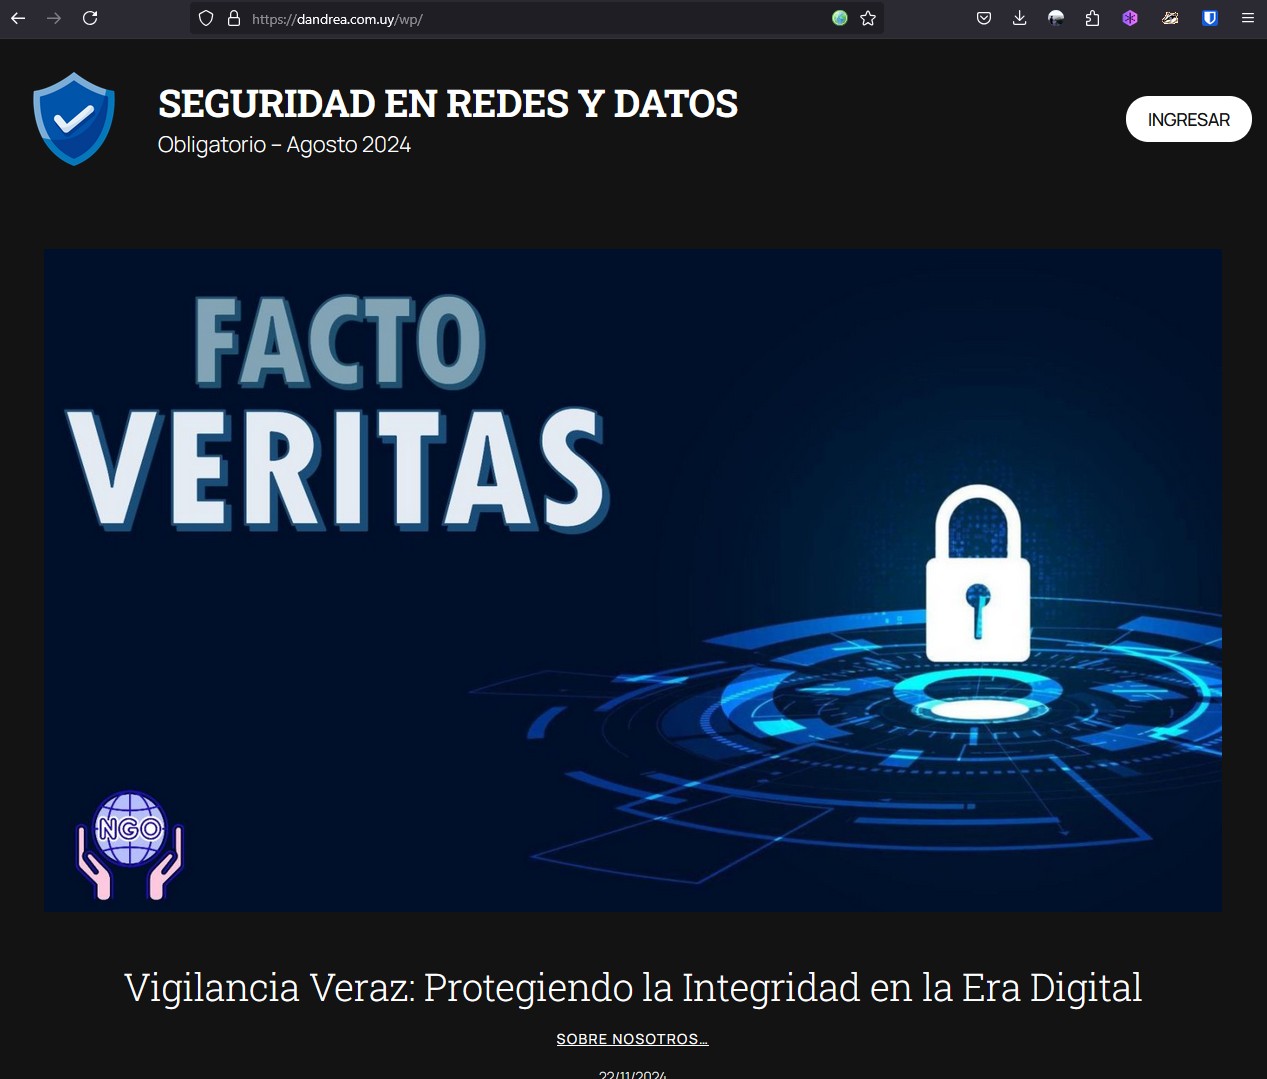 https://dandrea.com.uy/wp/
SEGURIDAD EN REDES Y DATOS
Obligatorio – Agosto 2024
INGRESAR
FACTO
VERITAS
NGO
Vigilancia Veraz: Protegiendo la Integridad en la Era Digital
SOBRE NOSOTROS…
22/11/2024